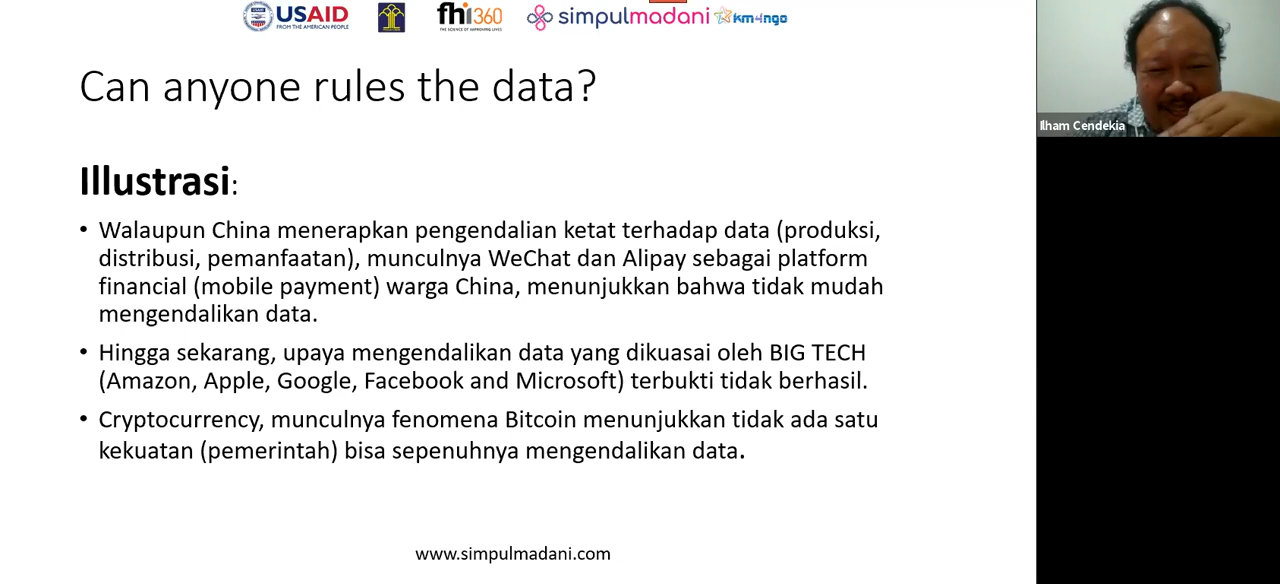 USAID
FROM THE AMERICAN PEOPLE
fhi360
THE SCIENCE OF IMPROVING LIVES
simpulmadani
km4ngo
Can anyone rules the data?
Illustrasi:
• Walaupun China menerapkan pengendalian ketat terhadap data (produksi,
distribusi, pemanfaatan), munculnya WeChat dan Alipay sebagai platform
financial (mobile payment) warga China, menunjukkan bahwa tidak mudah
mengendalikan data.
• Hingga sekarang, upaya mengendalikan data yang dikuasai oleh BIG TECH
(Amazon, Apple, Google, Facebook and Microsoft) terbukti tidak berhasil.
• Cryptocurrency, munculnya fenomena Bitcoin menunjukkan tidak ada satu
kekuatan (pemerintah) bisa sepenuhnya mengendalikan data.
www.simpulmadani.com
Ilham Cendekia